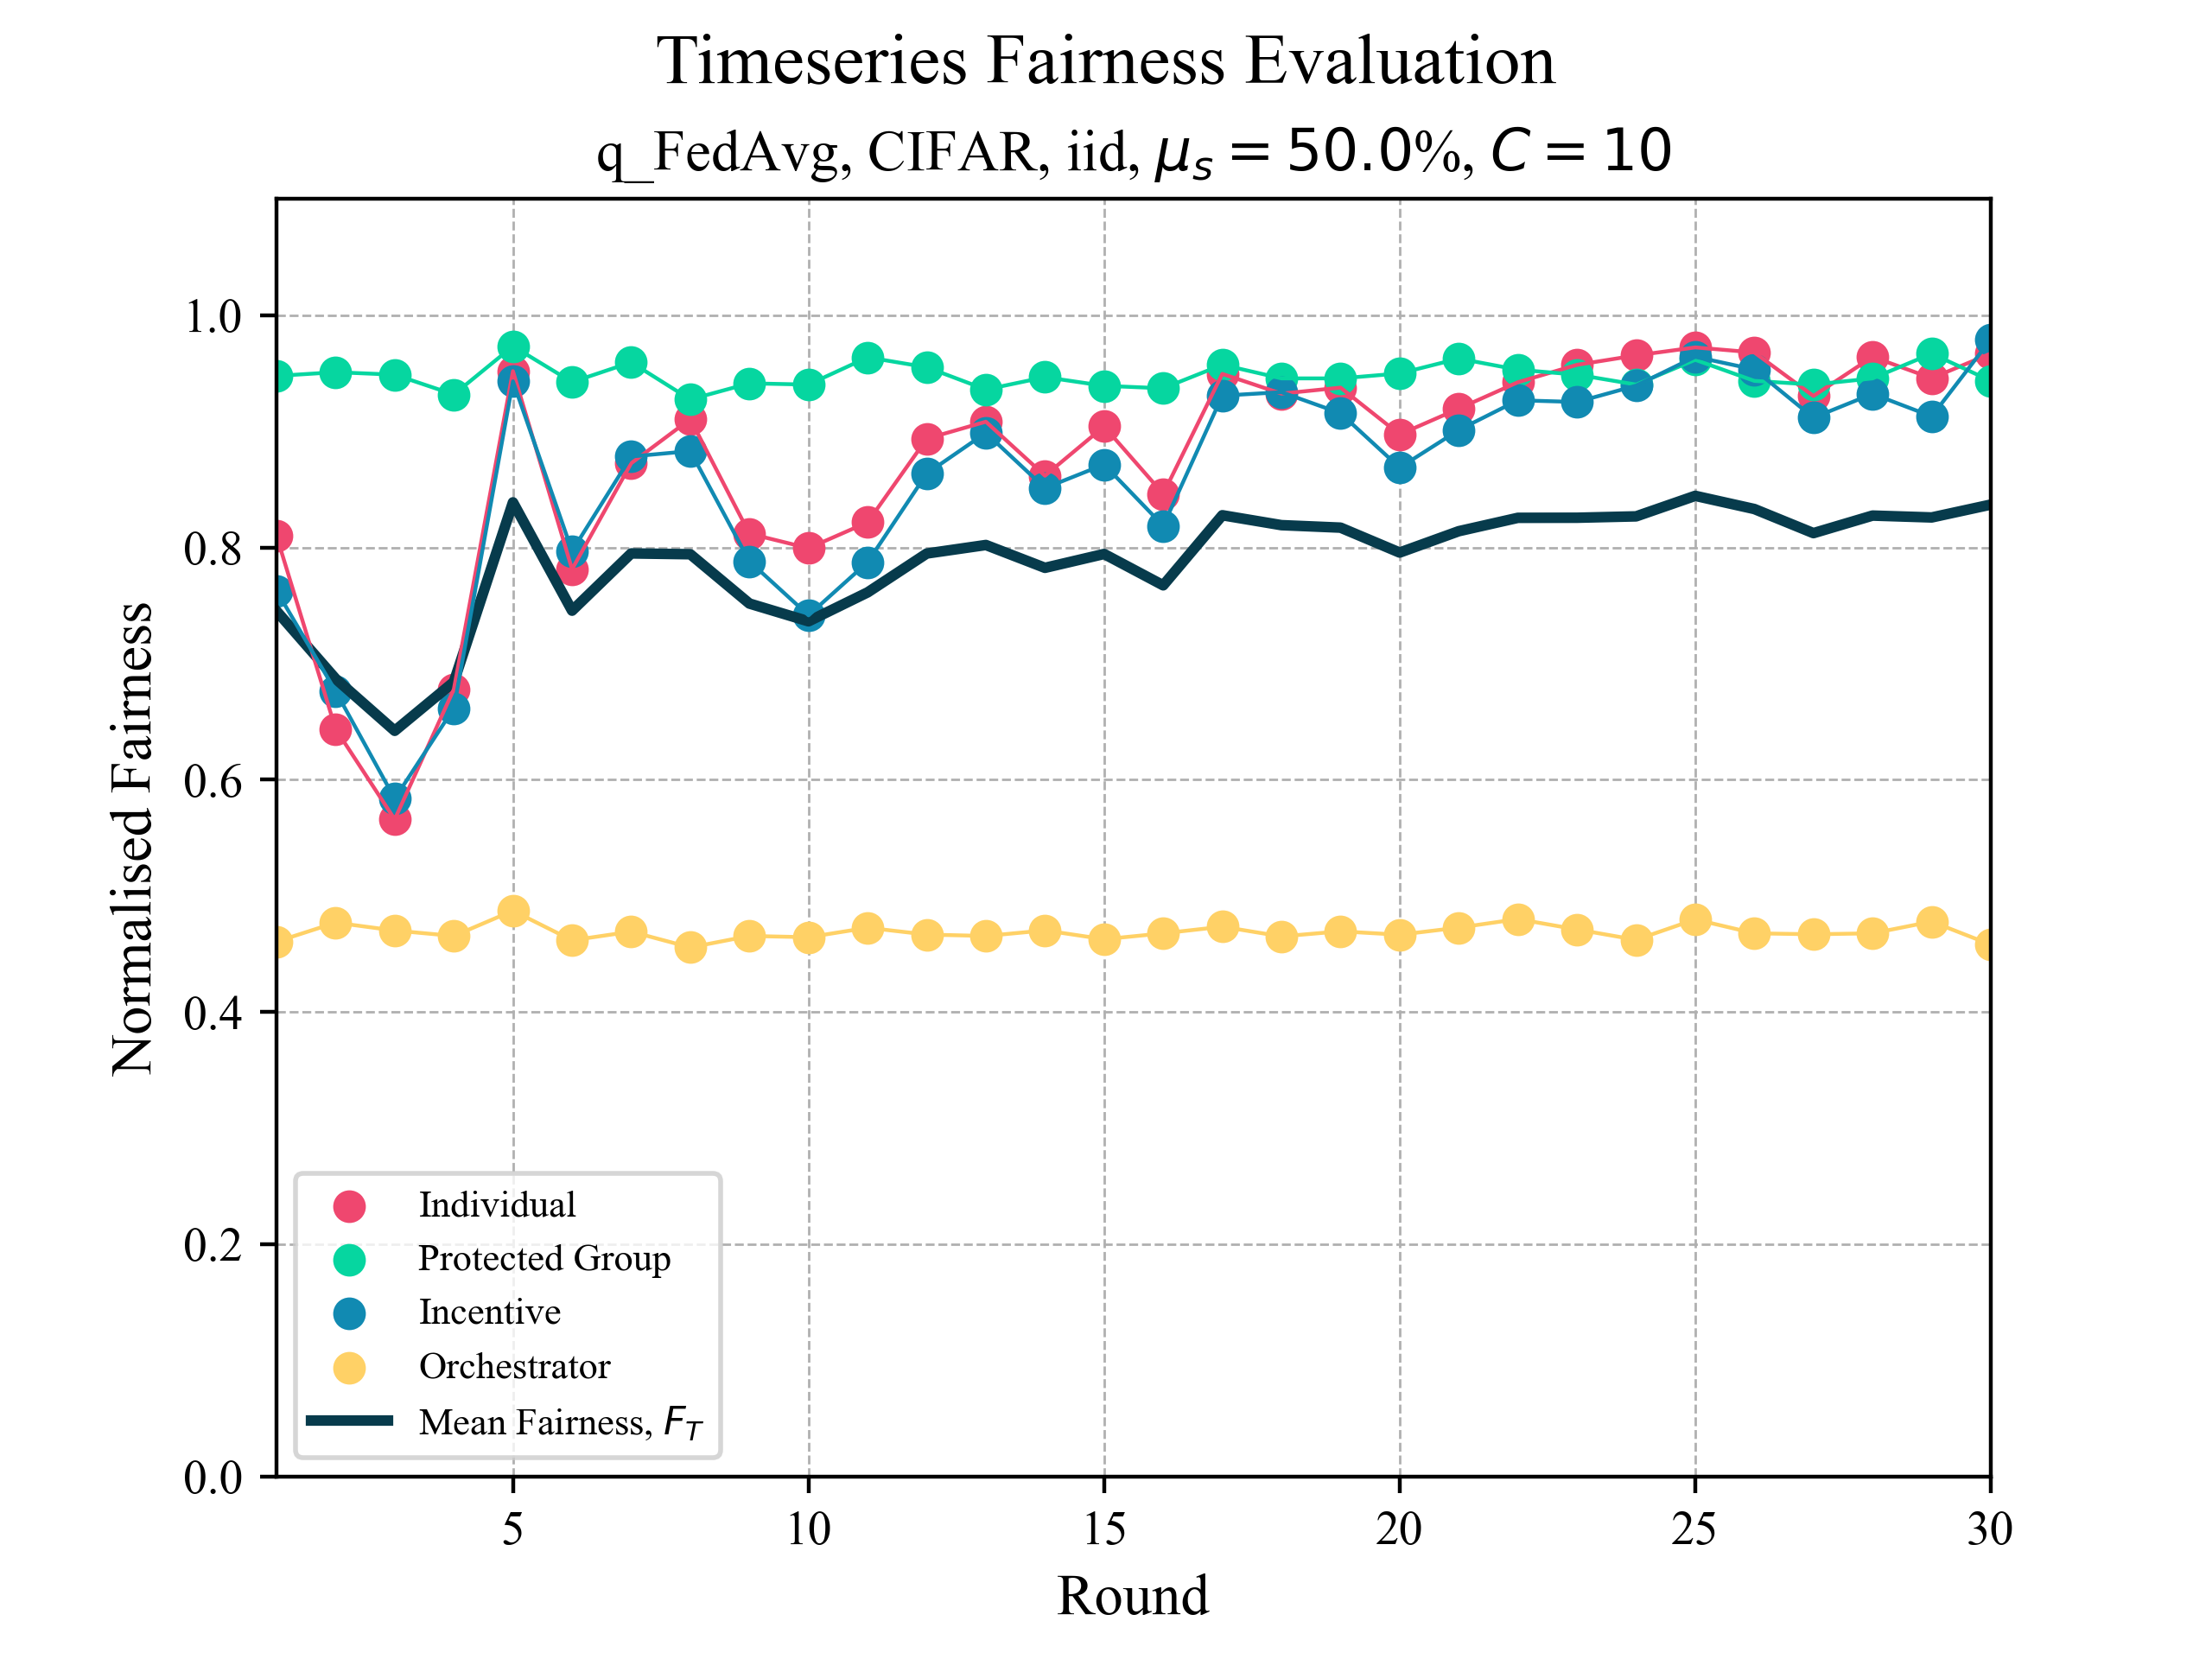 Timeseries Fairness Evaluation
q_FedAvg, CIFAR, iid, μₛ = 50.0%, C = 10
Normalised Fairness
1.0
0.8
0.6
0.4
0.2
0.0
Individual
Protected Group
Incentive
Orchestrator
Mean Fairness, F_T
5 10 15 20 25 30
Round